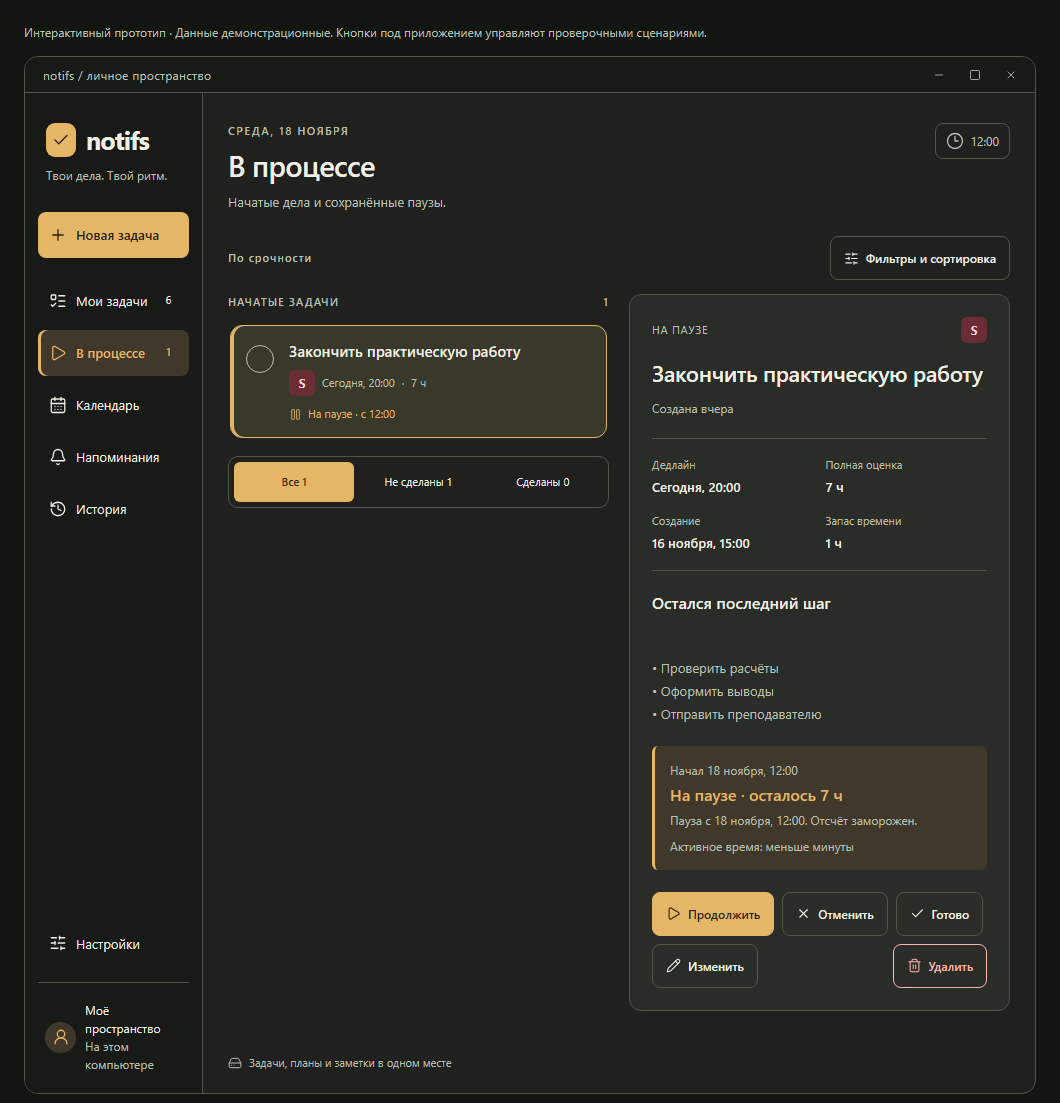 Интерактивный прототип · Данные демонстрационные. Кнопки под приложением управляют проверочными сценариями.
notifs / личное пространство
notifs
Твои дела. Твой ритм.
Новая задача
Мои задачи 6
В процессе 1
Календарь
Напоминания
История
Настройки
Моё
пространство
На этом
компьютере
СРЕДА, 18 НОЯБРЯ
В процессе
Начатые дела и сохранённые паузы.
12:00
По срочности
Фильтры и сортировка
НАЧАТЫЕ ЗАДАЧИ 1
Закончить практическую работу
S Сегодня, 20:00 · 7 ч
На паузе · с 12:00
Все 1 Не сделаны 1 Сделаны 0
НА ПАУЗЕ S
Закончить практическую работу
Создана вчера
Дедлайн Полная оценка
Сегодня, 20:00 7 ч
Создание Запас времени
16 ноября, 15:00 1 ч
Остался последний шаг
• Проверить расчёты
• Оформить выводы
• Отправить преподавателю
Начал 18 ноября, 12:00
На паузе · осталось 7 ч
Пауза с 18 ноября, 12:00. Отсчёт заморожен.
Активное время: меньше минуты
Продолжить Отменить Готово
Изменить Удалить
Задачи, планы и заметки в одном месте